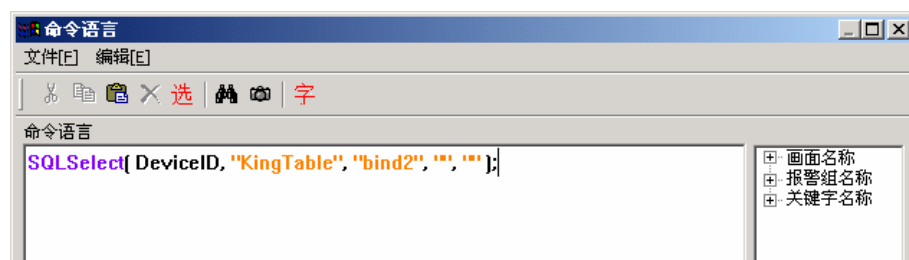 命令语言
文件[F] 编辑[E]
选 字
命令语言
SQLSelect( DeviceID, "KingTable", "bind2", "", "" );
画面名称
报警组名称
关键字名称